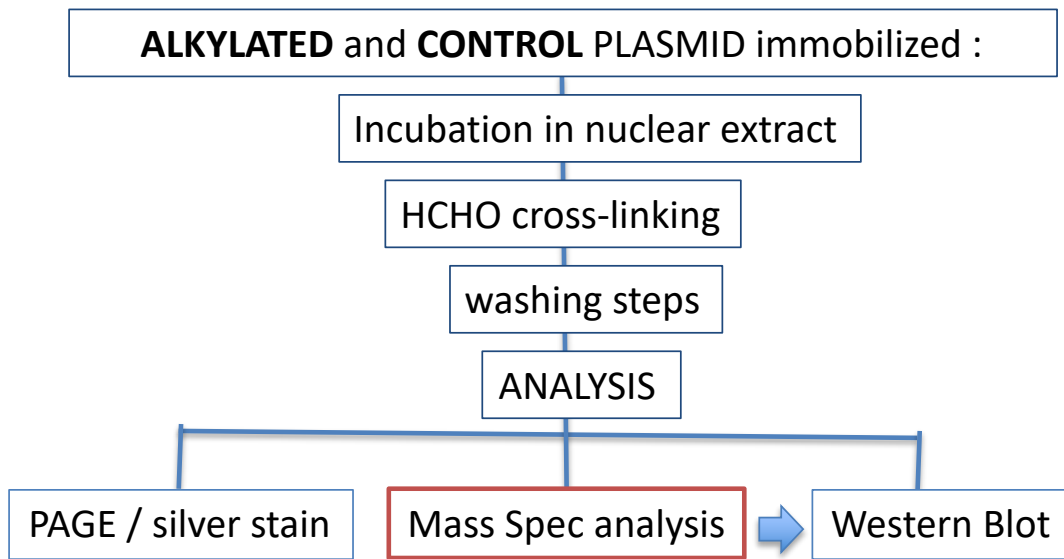 ALKYLATED and CONTROL PLASMID immobilized :
Incubation in nuclear extract
HCHO cross-linking
washing steps
ANALYSIS
PAGE / silver stain
Mass Spec analysis
Western Blot